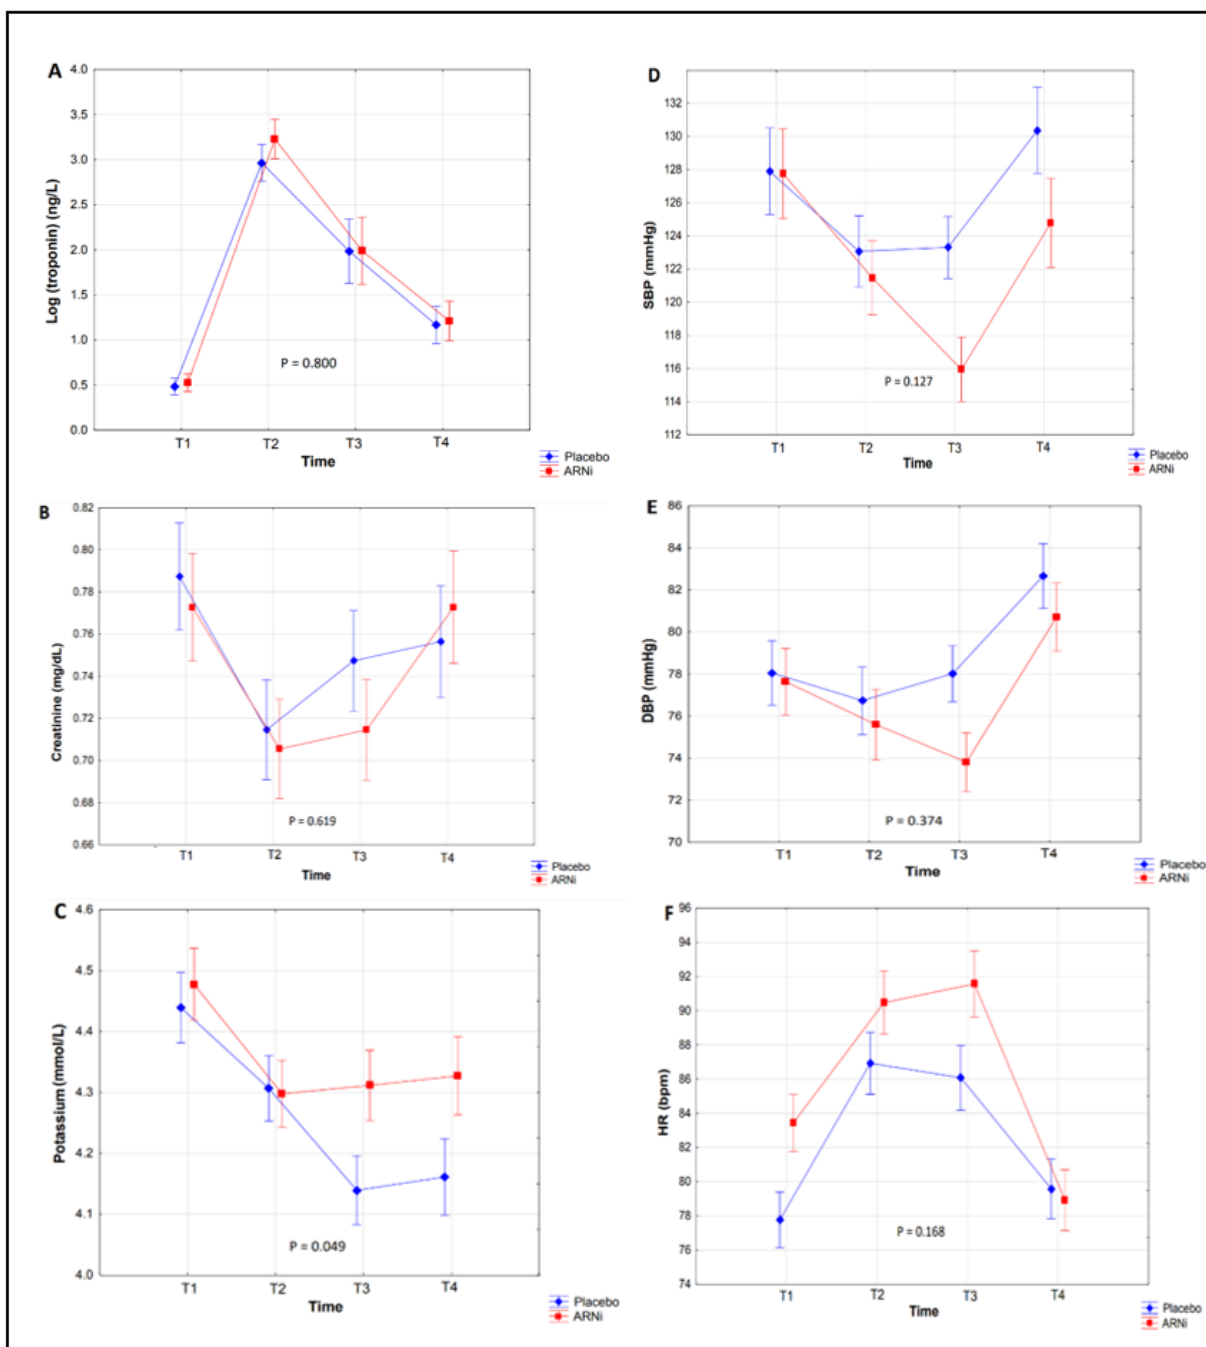 A
4.0
3.5
3.0
2.5
2.0
1.5
1.0
0.5
0.0
Log (troponin) (ng/L)
P = 0.800
T1 T2 T3 T4
Time
Placebo
ARNi
D
132
130
128
126
124
122
120
118
116
114
112
SBP (mmHg)
P = 0.127
T1 T2 T3 T4
Time
Placebo
ARNi
B
0.82
0.80
0.78
0.76
0.74
0.72
0.70
0.68
0.66
Creatinine (mg/dL)
P = 0.619
T1 T2 T3 T4
Time
Placebo
ARNi
E
86
84
82
80
78
76
74
72
70
DBP (mmHg)
P = 0.374
T1 T2 T3 T4
Time
Placebo
ARNi
C
4.6
4.5
4.4
4.3
4.2
4.1
4.0
Potassium (mmol/L)
P = 0.049
T1 T2 T3 T4
Time
Placebo
ARNi
F
96
94
92
90
88
86
84
82
80
78
76
74
HR (bpm)
P = 0.168
T1 T2 T3 T4
Time
Placebo
ARNi